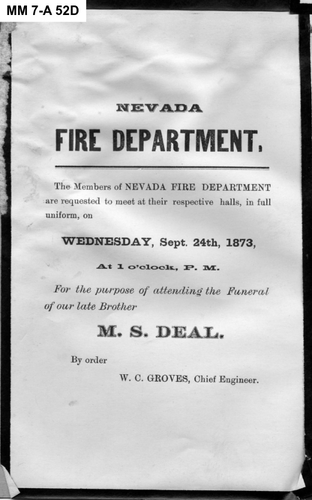 MM 7-A 52D
NEVADA
FIRE DEPARTMENT.
The Members of NEVADA FIRE DEPARTMENT
are requested to meet at their respective halls, in full
uniform, on
WEDNESDAY, Sept. 24th, 1873,
At 1 o'clock, P. M.
For the purpose of attending the Funeral
of our late Brother
M. S. DEAL.
By order
W. C. GROVES, Chief Engineer.